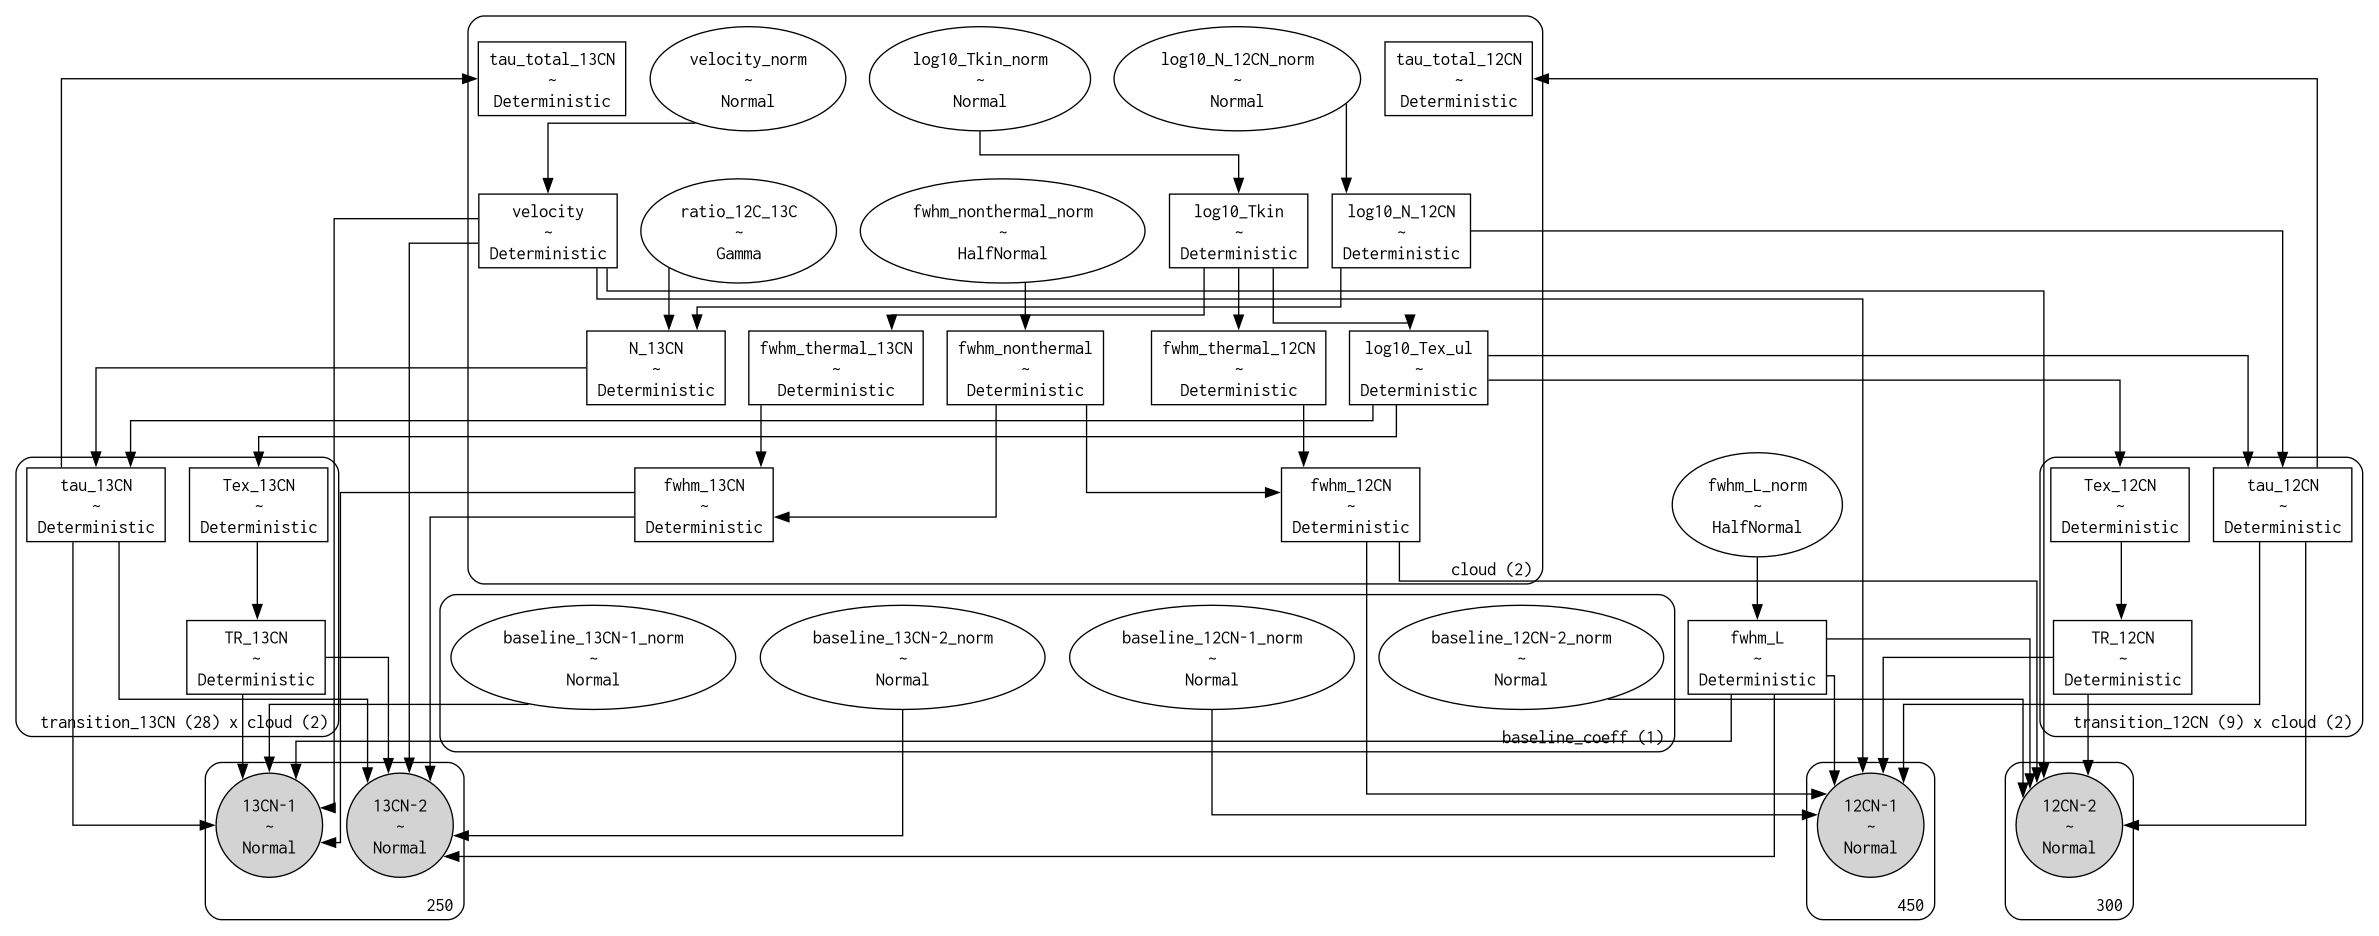 tau_total_13CN
~
Deterministic
velocity_norm
~
Normal
log10_Tkin_norm
~
Normal
log10_N_12CN_norm
~
Normal
tau_total_12CN
~
Deterministic
velocity
~
Deterministic
ratio_12C_13C
~
Gamma
fwhm_nonthermal_norm
~
HalfNormal
log10_Tkin
~
Deterministic
log10_N_12CN
~
Deterministic
N_13CN
~
Deterministic
fwhm_thermal_13CN
~
Deterministic
fwhm_nonthermal
~
Deterministic
fwhm_thermal_12CN
~
Deterministic
log10_Tex_ul
~
Deterministic
tau_13CN
~
Deterministic
Tex_13CN
~
Deterministic
fwhm_13CN
~
Deterministic
fwhm_12CN
~
Deterministic
fwhm_L_norm
~
HalfNormal
Tex_12CN
~
Deterministic
tau_12CN
~
Deterministic
cloud (2)
TR_13CN
~
Deterministic
baseline_13CN-1_norm
~
Normal
baseline_13CN-2_norm
~
Normal
baseline_12CN-1_norm
~
Normal
baseline_12CN-2_norm
~
Normal
fwhm_L
~
Deterministic
TR_12CN
~
Deterministic
transition_13CN (28) x cloud (2)
baseline_coeff (1)
transition_12CN (9) x cloud (2)
13CN-1
~
Normal
13CN-2
~
Normal
12CN-1
~
Normal
12CN-2
~
Normal
250
450
300